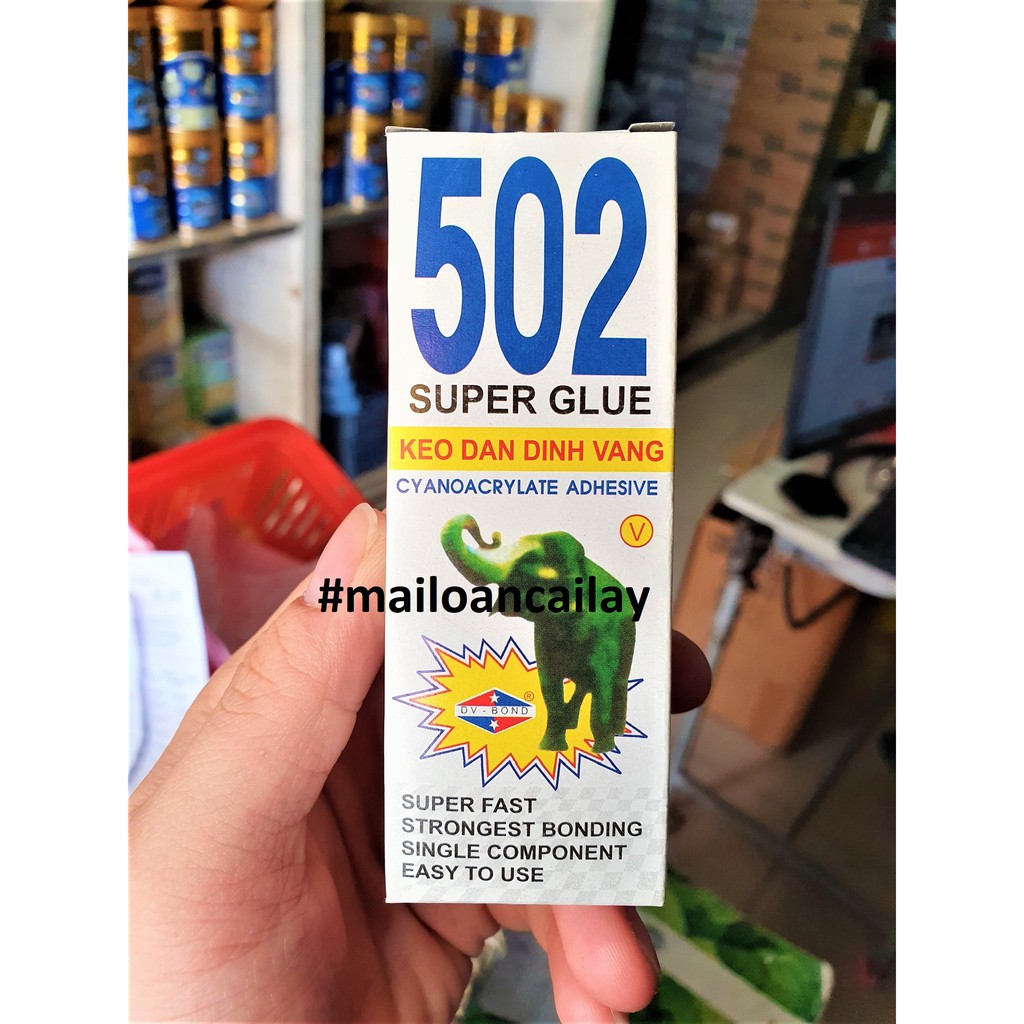 502
SUPER GLUE
KEO DAN DINH VANG
CYANOACRYLATE ADHESIVE
V
#mailoancailay
DV - BOND ®
SUPER FAST
STRONGEST BONDING
SINGLE COMPONENT
EASY TO USE